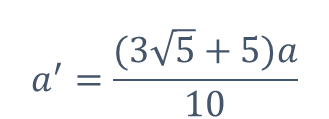 a′ = (3√5 + 5)a / 10